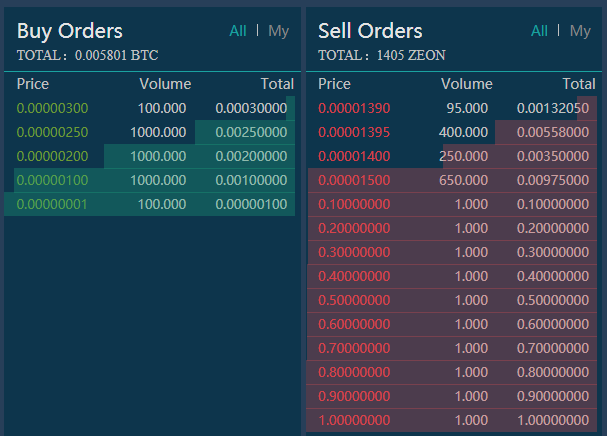 Buy Orders All | My
TOTAL: 0.005801 BTC
Price Volume Total
0.00000300 100.000 0.00030000
0.00000250 1000.000 0.00250000
0.00000200 1000.000 0.00200000
0.00000100 1000.000 0.00100000
0.00000001 100.000 0.00000100
Sell Orders All | My
TOTAL: 1405 ZEON
Price Volume Total
0.00001390 95.000 0.00132050
0.00001395 400.000 0.00558000
0.00001400 250.000 0.00350000
0.00001500 650.000 0.00975000
0.10000000 1.000 0.10000000
0.20000000 1.000 0.20000000
0.30000000 1.000 0.30000000
0.40000000 1.000 0.40000000
0.50000000 1.000 0.50000000
0.60000000 1.000 0.60000000
0.70000000 1.000 0.70000000
0.80000000 1.000 0.80000000
0.90000000 1.000 0.90000000
1.00000000 1.000 1.00000000